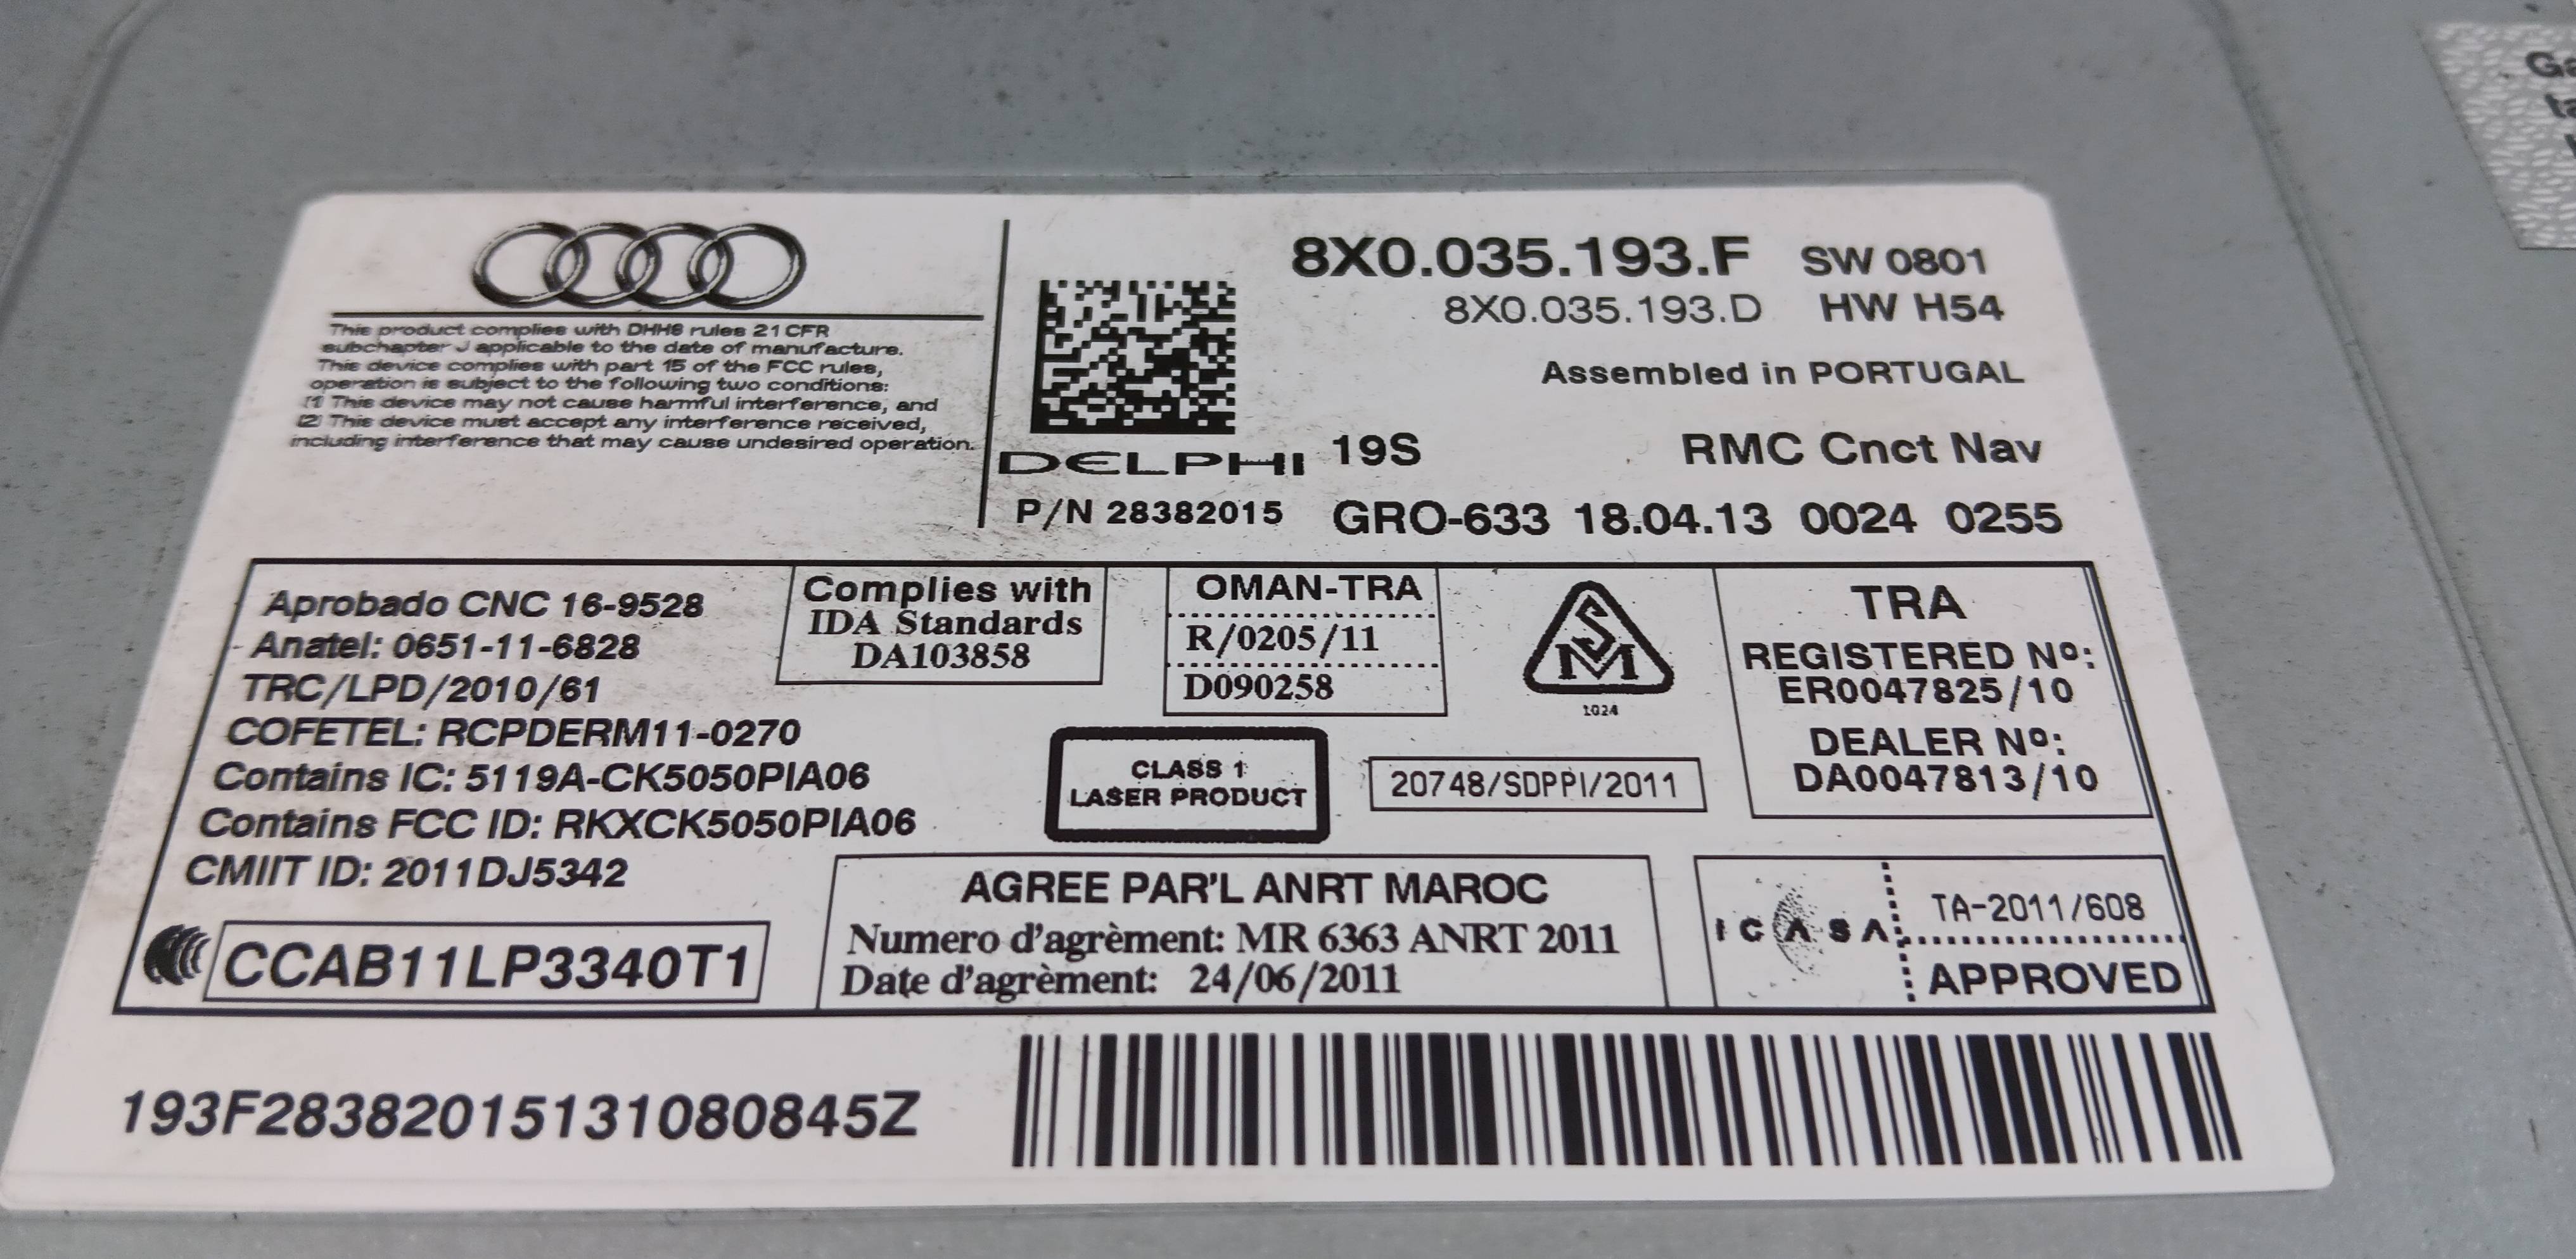 This product complies with DHHS rules 21 CFR
subchapter J applicable to the date of manufacture.
This device complies with part 15 of the FCC rules,
operation is subject to the following two conditions:
(1) This device may not cause harmful interference, and
(2) This device must accept any interference received,
including interference that may cause undesired operation.
8X0.035.193.F SW 0801
8X0.035.193.D HW H54
Assembled in PORTUGAL
DELPHI 19S RMC Cnct Nav
P/N 28382015 GRO-633 18.04.13 0024 0255
Aprobado CNC 16-9528
Anatel: 0651-11-6828
TRC/LPD/2010/61
COFETEL: RCPDERM11-0270
Contains IC: 5119A-CK5050PIA06
Contains FCC ID: RKXCK5050PIA06
CMIIT ID: 2011DJ5342
CCAB11LP3340T1
Complies with
IDA Standards
DA103858
OMAN-TRA
R/0205/11
D090258
S
M
1024
TRA
REGISTERED Nº:
ER0047825/10
DEALER Nº:
DA0047813/10
CLASS 1
LASER PRODUCT
20748/SDPPI/2011
AGREE PAR'L ANRT MAROC
Numero d'agrèment: MR 6363 ANRT 2011
Date d'agrèment: 24/06/2011
ICASA
TA-2011/608
APPROVED
193F28382015131080845Z